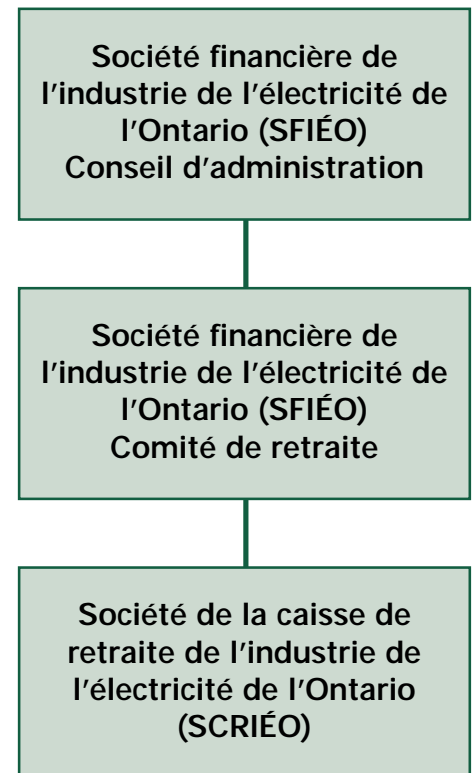 Société financière de
l'industrie de l'électricité de
l'Ontario (SFIÉO)
Conseil d'administration
Société financière de
l'industrie de l'électricité de
l'Ontario (SFIÉO)
Comité de retraite
Société de la caisse de
retraite de l'industrie de
l'électricité de l'Ontario
(SCRIÉO)